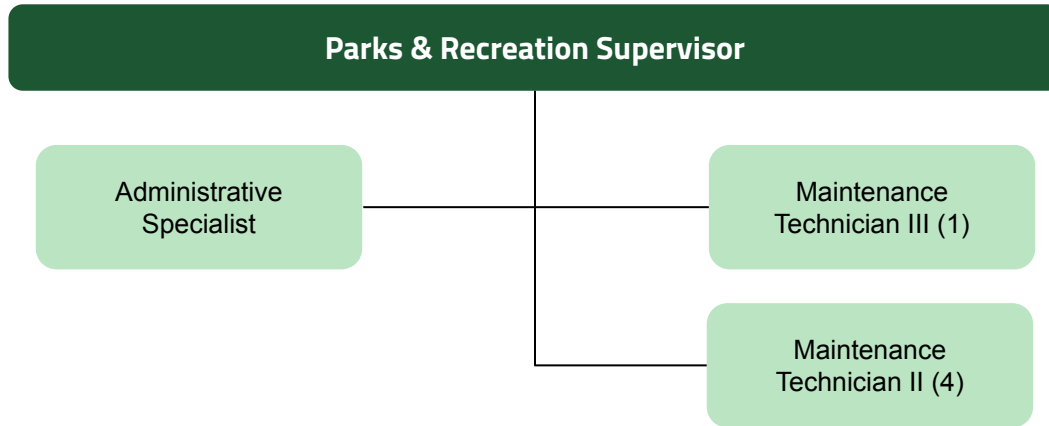 Parks & Recreation Supervisor
Administrative
Specialist
Maintenance
Technician III (1)
Maintenance
Technician II (4)